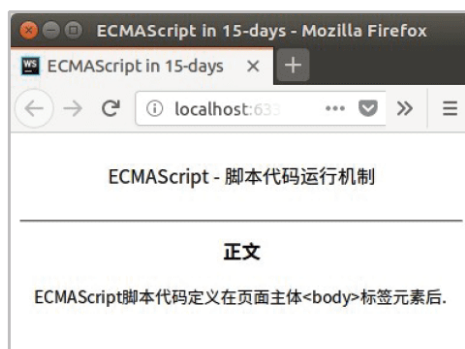 ECMAScript in 15-days - Mozilla Firefox
WS ECMAScript in 15-days
localhost:633
ECMAScript - 脚本代码运行机制
正文
ECMAScript脚本代码定义在页面主体<body>标签元素后.